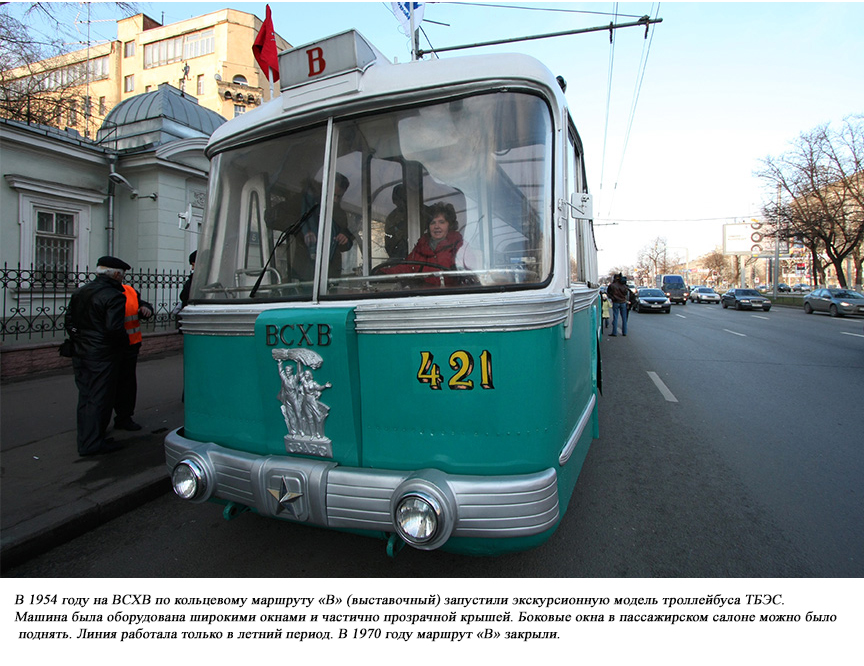 В
ВСХВ
421
В 1954 году на ВСХВ по кольцевому маршруту «В» (выставочный) запустили экскурсионную модель троллейбуса ТБЭС.
Машина была оборудована широкими окнами и частично прозрачной крышей. Боковые окна в пассажирском салоне можно было
поднять. Линия работала только в летний период. В 1970 году маршрут «В» закрыли.